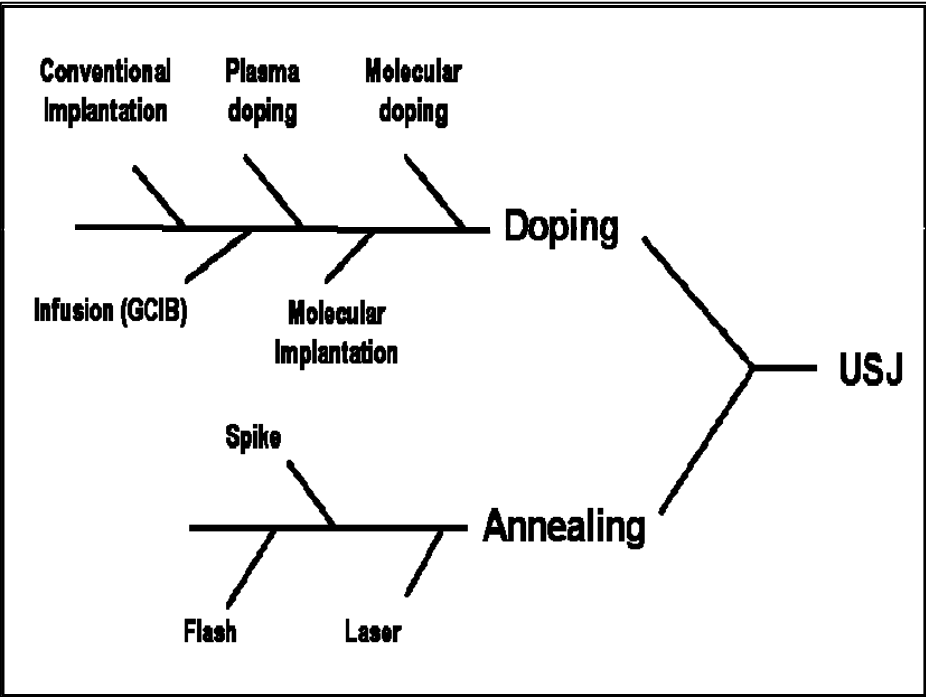 Conventional
Implantation
Plasma
doping
Molecular
doping
Doping
Infusion (GCIB)
Molecular
Implantation
USJ
Spike
Annealing
Flash
Laser